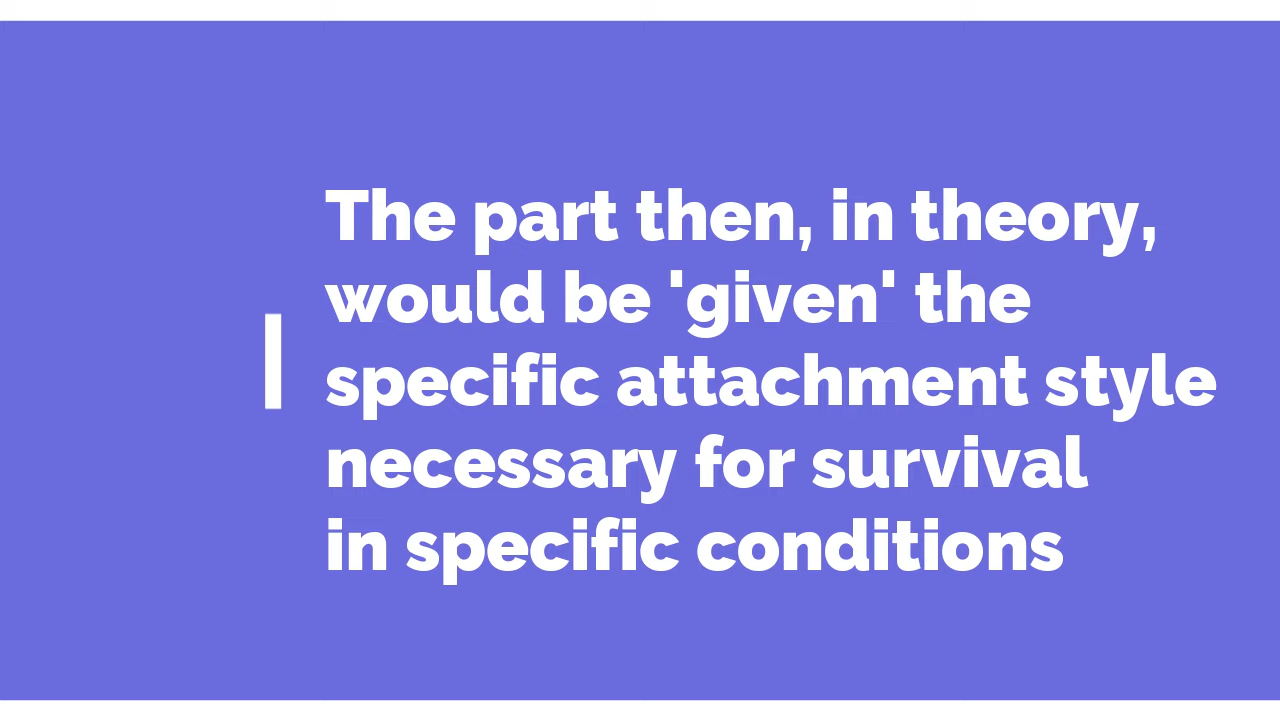 The part then, in theory,
would be 'given' the
specific attachment style
necessary for survival
in specific conditions